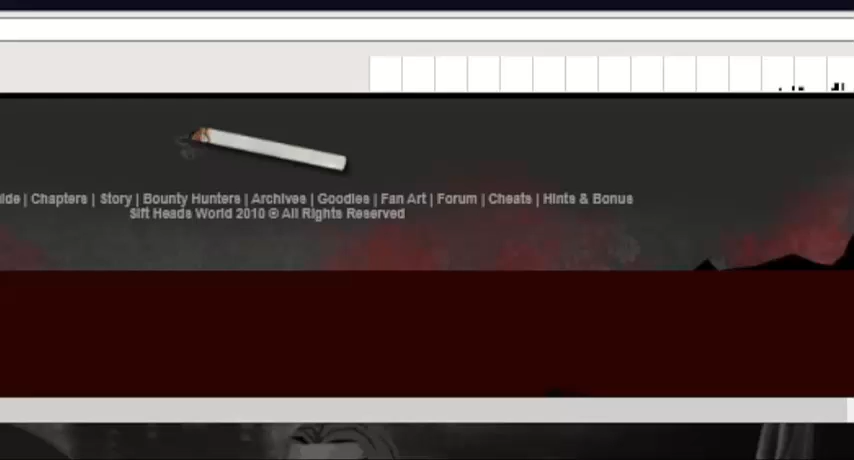 ide | Chapters | Story | Bounty Hunters | Archives | Goodies | Fan Art | Forum | Cheats | Hints & Bonus
Sift Heads World 2010 © All Rights Reserved